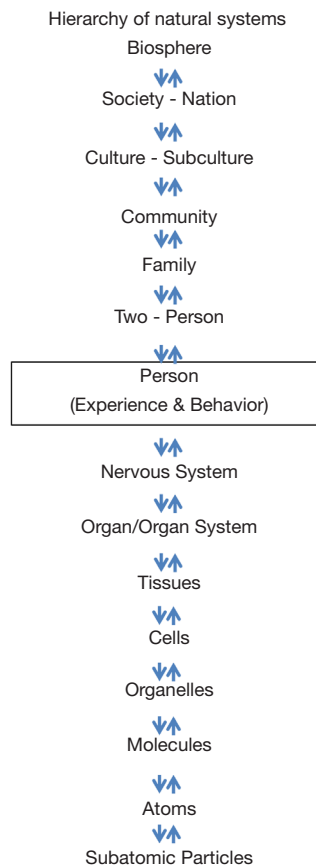 Hierarchy of natural systems
Biosphere
Society - Nation
Culture - Subculture
Community
Family
Two - Person
Person
(Experience & Behavior)
Nervous System
Organ/Organ System
Tissues
Cells
Organelles
Molecules
Atoms
Subatomic Particles